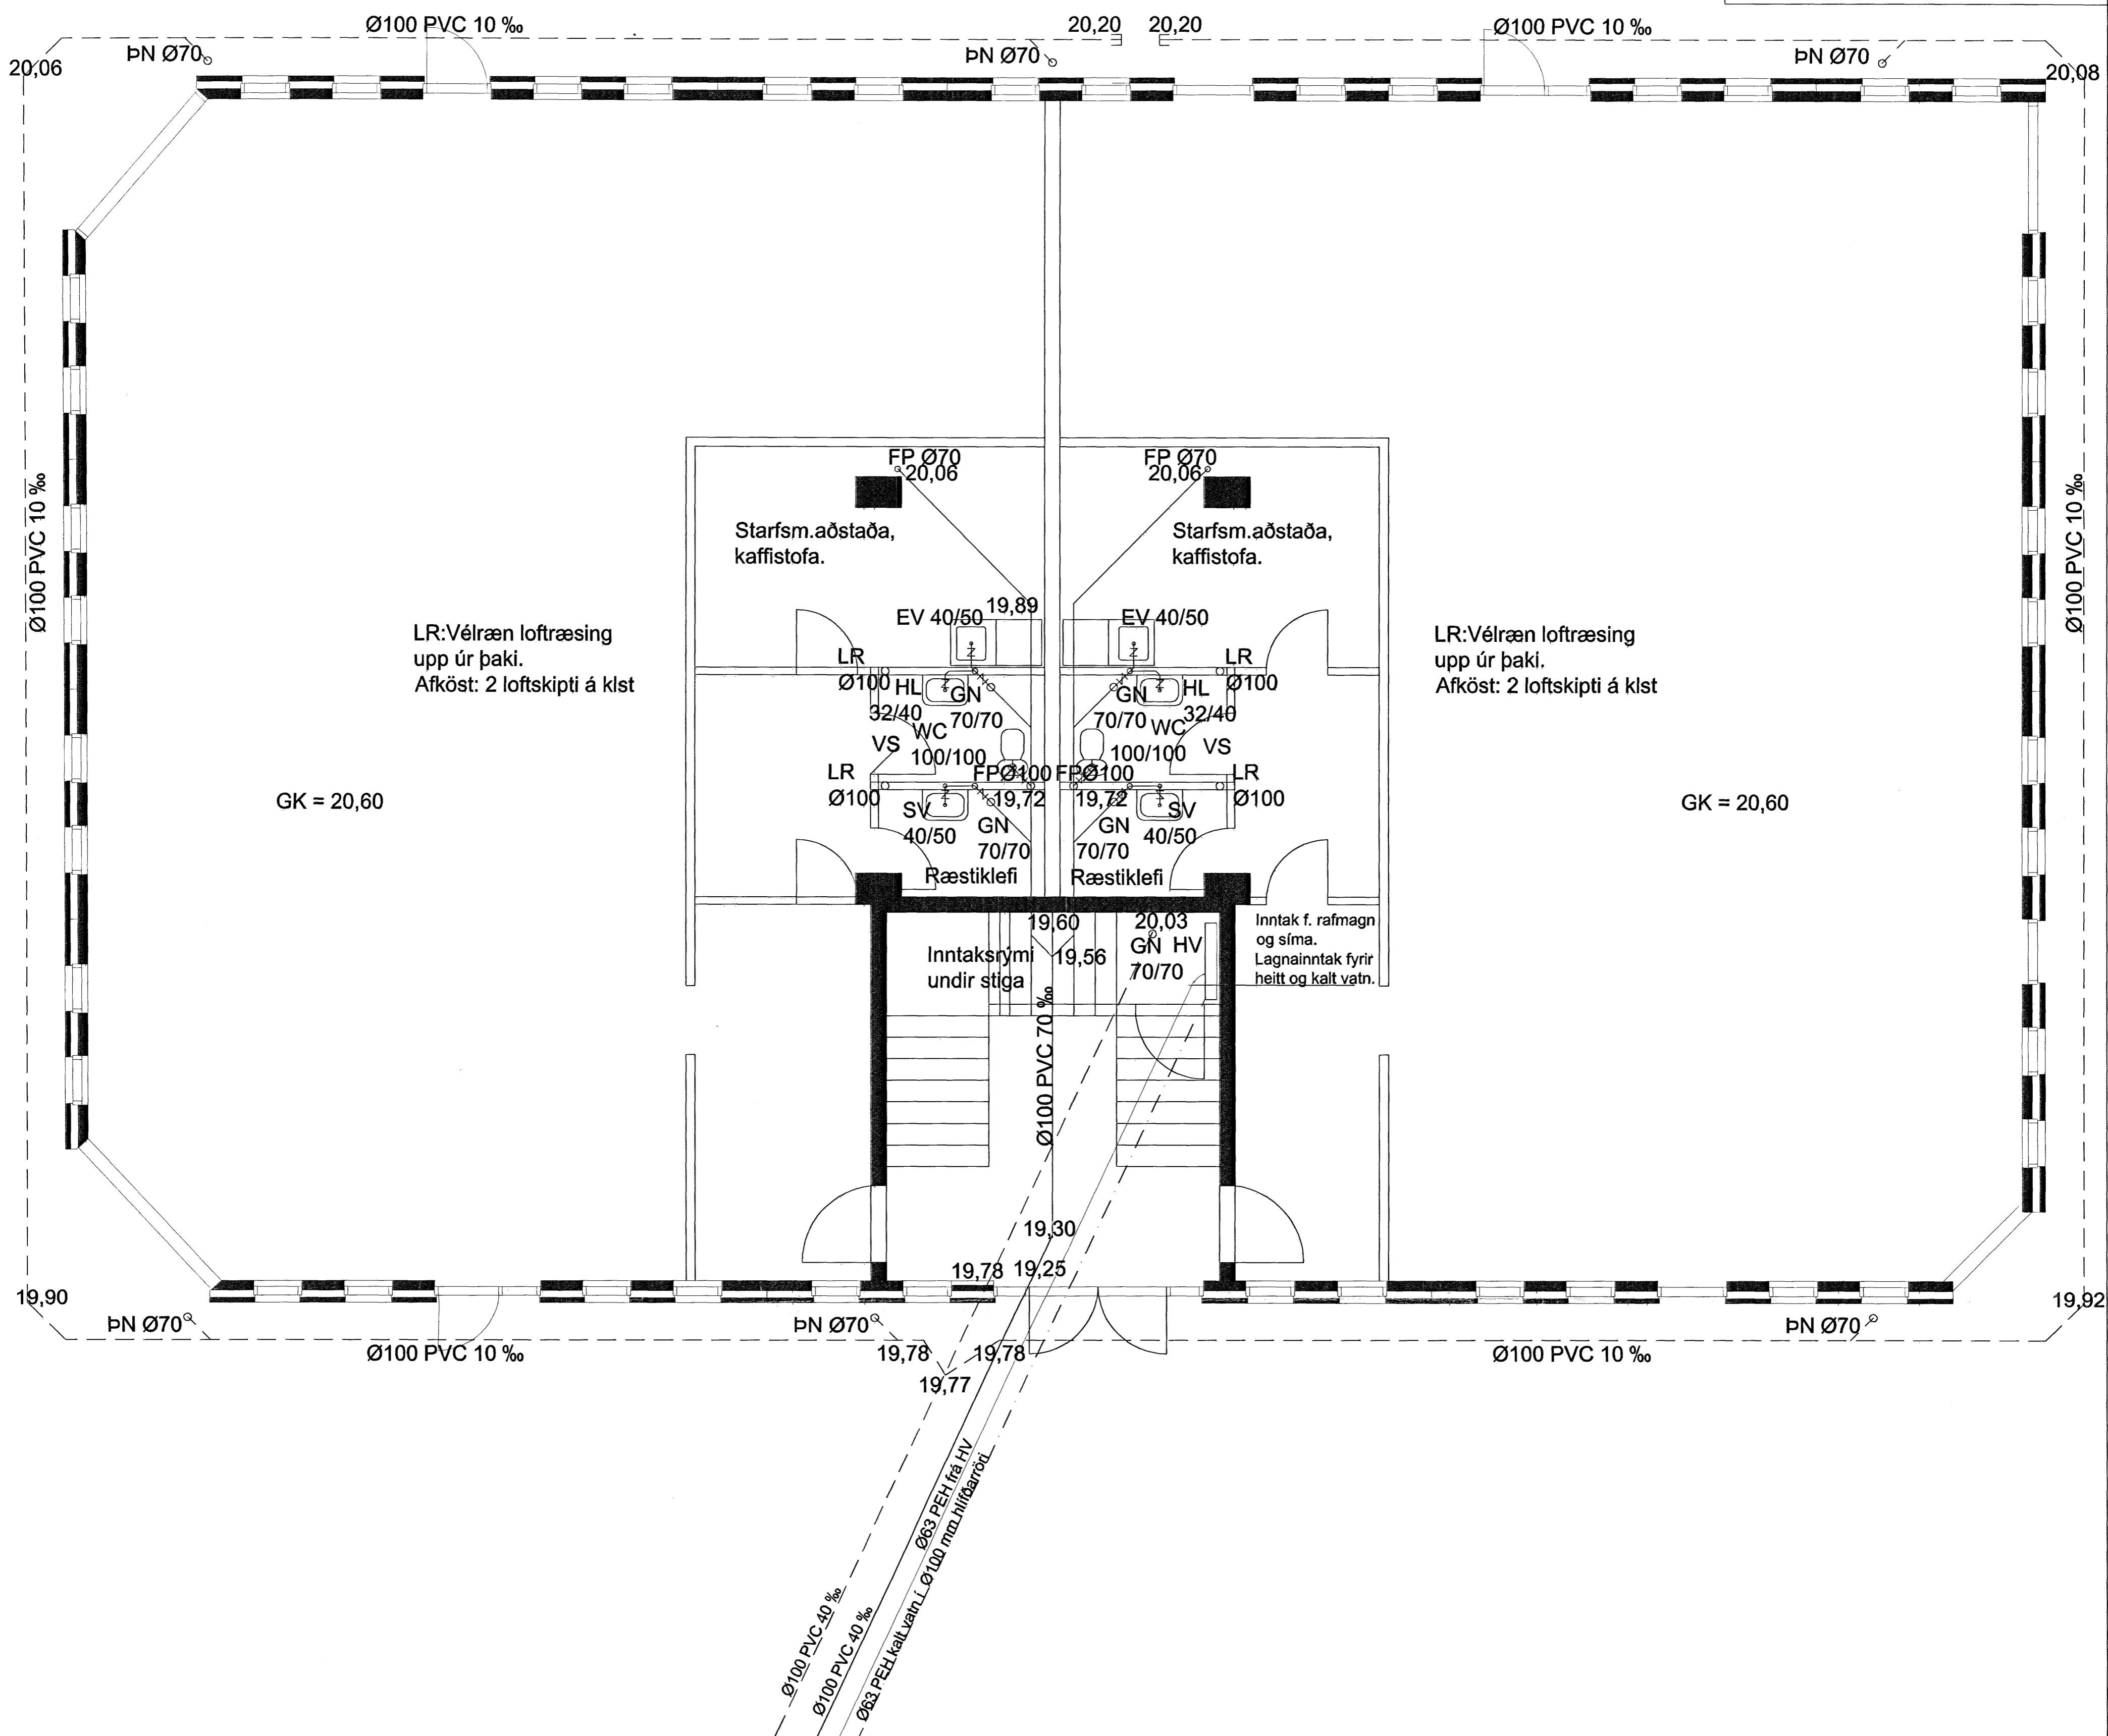 Ø100 PVC 10 ‰
20,20
20,20
Ø100 PVC 10 ‰
ÞN Ø70
ÞN Ø70
ÞN Ø70
20,06
20,08
FP Ø70
20,06
FP Ø70
20,06
Starfsm.aðstaða,
kaffistofa.
Starfsm.aðstaða,
kaffistofa.
Ø100 PVC 10 ‰
Ø100 PVC 10 ‰
EV 40/50
19,89
EV 40/50
LR:Vélræn loftræsing
upp úr þaki.
Afköst: 2 loftskipti á klst
LR:Vélræn loftræsing
upp úr þaki.
Afköst: 2 loftskipti á klst
LR
Ø100
HL
32/40
GN
70/70
GN
70/70
HL
32/40
LR
Ø100
WC
100/100
VS
WC
100/100
VS
LR
Ø100
FPØ100
19,72
FPØ100
19,72
LR
Ø100
GK = 20,60
GK = 20,60
SV
40/50
GN
70/70
GN
70/70
SV
40/50
Ræstiklefi
Ræstiklefi
19,60
20,03
Inntaksrými
undir stiga
19,56
GN
70/70
HV
Inntak f. rafmagn
og síma.
Lagnainntak fyrir
heitt og kalt vatn.
Ø100 PVC 70 ‰
19,30
19,78
19,25
19,90
19,92
ÞN Ø70
ÞN Ø70
ÞN Ø70
Ø100 PVC 10 ‰
19,78
19,78
Ø100 PVC 10 ‰
19,77
Ø63 PEH frá HV
Ø100 PVC 40 ‰
Ø100 PVC 40 ‰
Ø63 PEH kalt vatn í Ø100 mm hlífðarröri